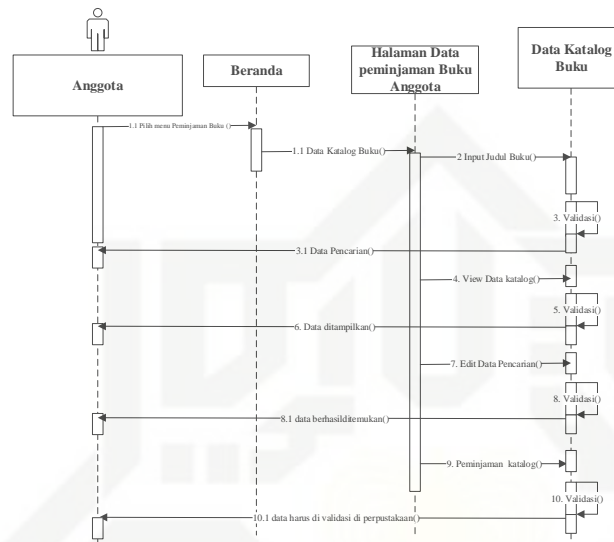 Anggota
Beranda
Halaman Data
peminjaman Buku
Anggota
Data Katalog
Buku
1.1 Pilih menu Peminjaman Buku ()
1.1 Data Katalog Buku()
2 Input Judul Buku()
3. Validasi()
3.1 Data Pencarian()
4. View Data katalog()
5. Validasi()
6. Data ditampilkan()
7. Edit Data Pencarian()
8. Validasi()
8.1 data berhasilditemukan()
9. Peminjaman katalog()
10. Validasi()
10.1 data harus di validasi di perpustakaan()